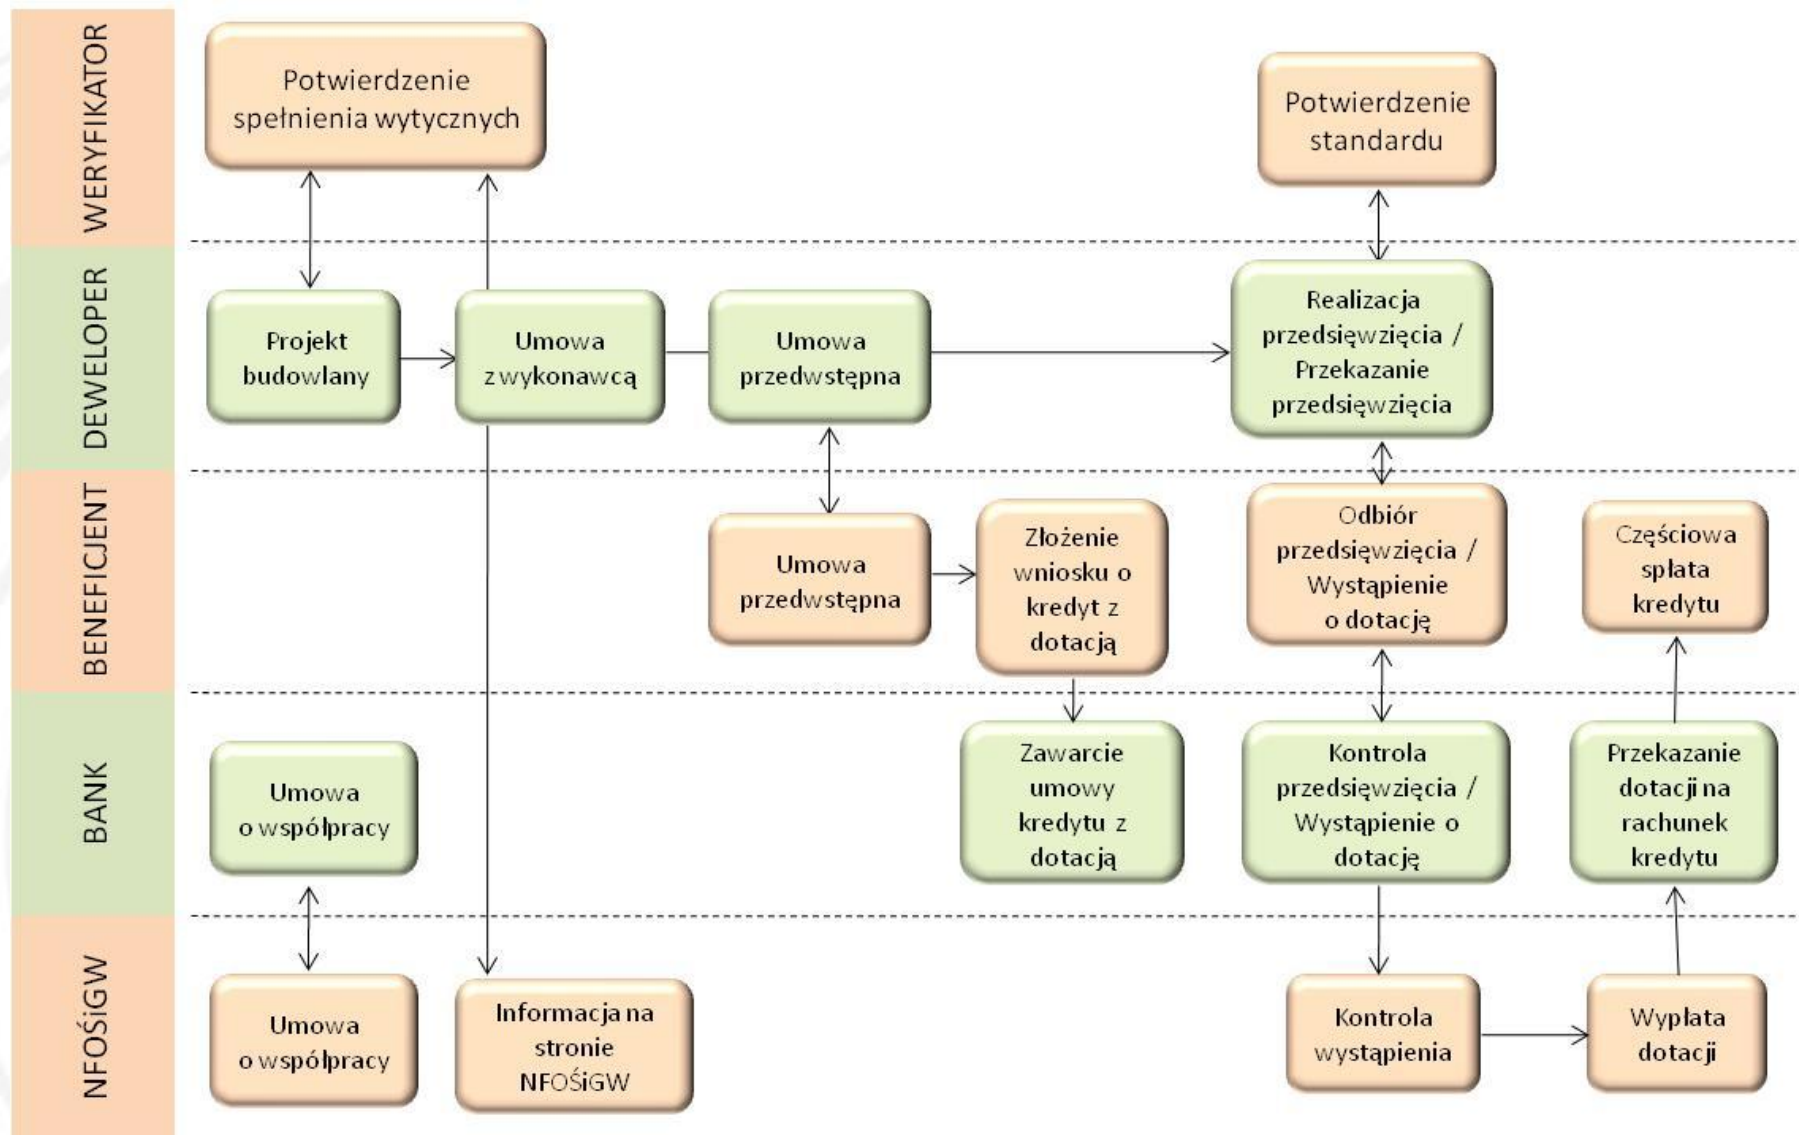 WERYFIKATOR
Potwierdzenie
spełnienia wytycznych
Potwierdzenie
standardu
DEWELOPER
Projekt
budowlany
Umowa
z wykonawcą
Umowa
przedwstępna
Realizacja
przedsięwzięcia /
Przekazanie
przedsięwzięcia
BENEFICJENT
Umowa
przedwstępna
Złożenie
wniosku o
kredyt z
dotacją
Odbiór
przedsięwzięcia /
Wystąpienie
o dotację
Częściowa
spłata
kredytu
BANK
Umowa
o współpracy
Zawarcie
umowy
kredytu z
dotacją
Kontrola
przedsięwzięcia /
Wystąpienie o
dotację
Przekazanie
dotacji na
rachunek
kredytu
NFOŚiGW
Umowa
o współpracy
Informacja na
stronie
NFOŚiGW
Kontrola
wystąpienia
Wypłata
dotacji